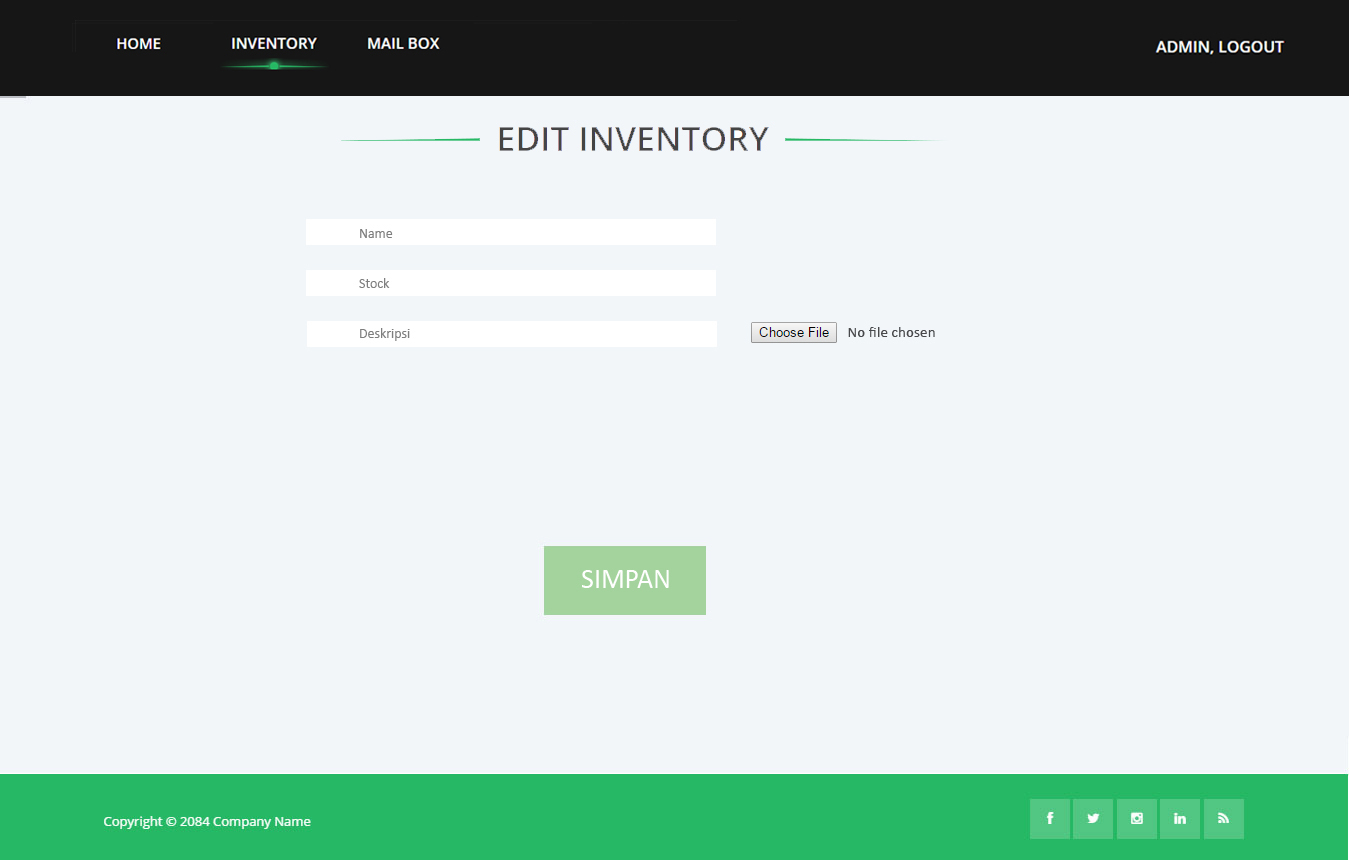 HOME INVENTORY MAIL BOX ADMIN, LOGOUT
EDIT INVENTORY
Name
Stock
Deskripsi Choose File No file chosen
SIMPAN
Copyright © 2084 Company Name